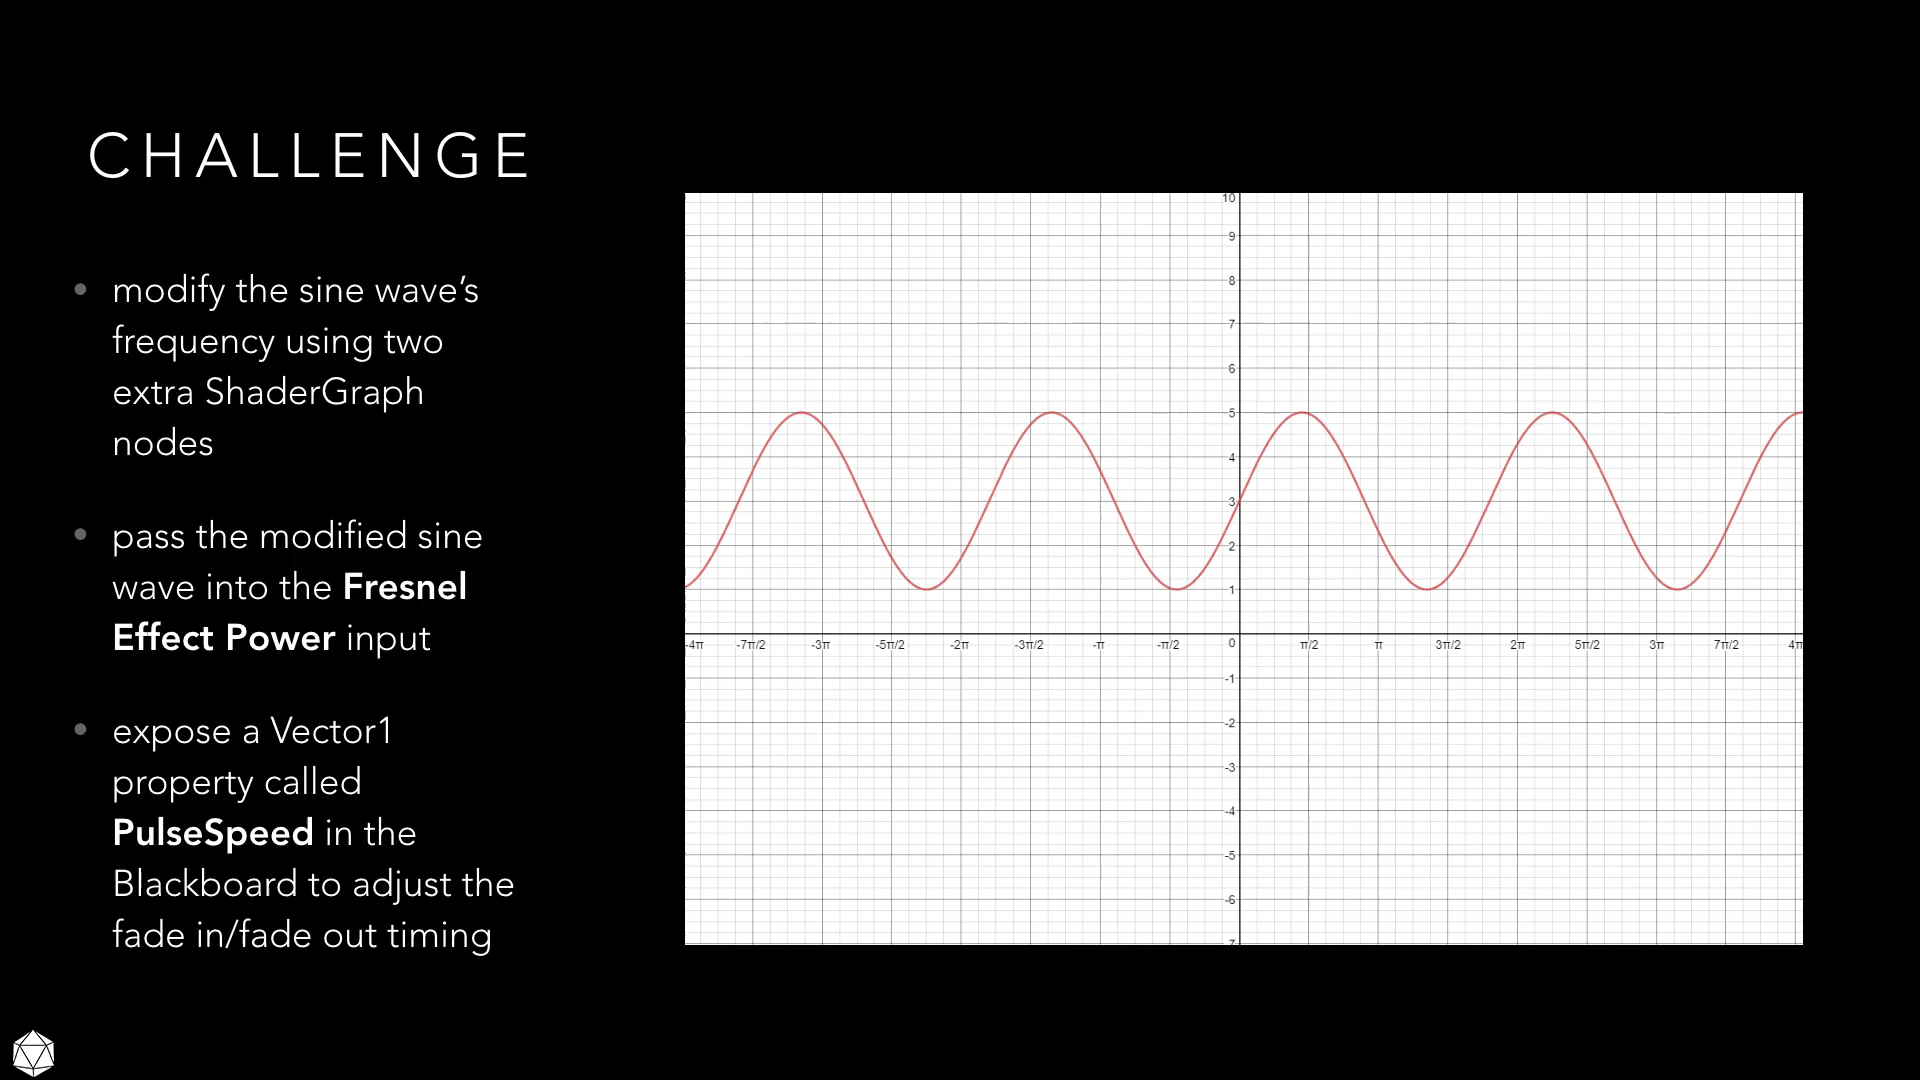 CHALLENGE
• modify the sine wave’s
frequency using two
extra ShaderGraph
nodes
• pass the modified sine
wave into the Fresnel
Effect Power input
• expose a Vector1
property called
PulseSpeed in the
Blackboard to adjust the
fade in/fade out timing
10
9
8
7
6
5
4
3
2
1
-4π -7π/2 -3π -5π/2 -2π -3π/2 -π -π/2 0 π/2 π 3π/2 2π 5π/2 3π 7π/2 4π
-1
-2
-3
-4
-5
-6
-7